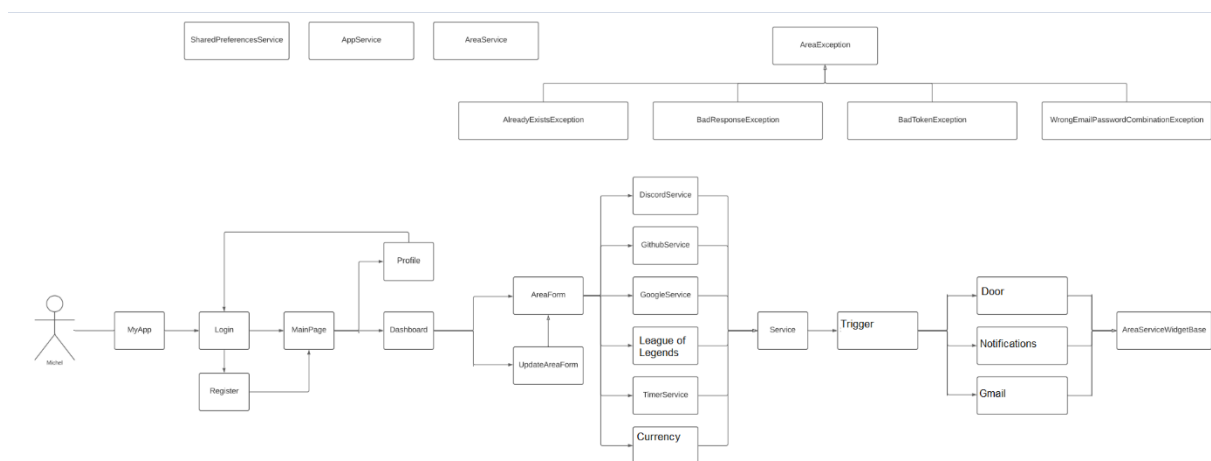 SharedPreferencesService
AppService
AreaService
AreaException
AlreadyExistsException
BadResponseException
BadTokenException
WrongEmailPasswordCombinationException
DiscordService
GithubService
Profile
GoogleService
AreaForm
Door
Michel
MyApp
Login
MainPage
Dashboard
League of
Legends
Service
Trigger
Notifications
AreaServiceWidgetBase
UpdateAreaForm
Register
TimerService
Gmail
Currency